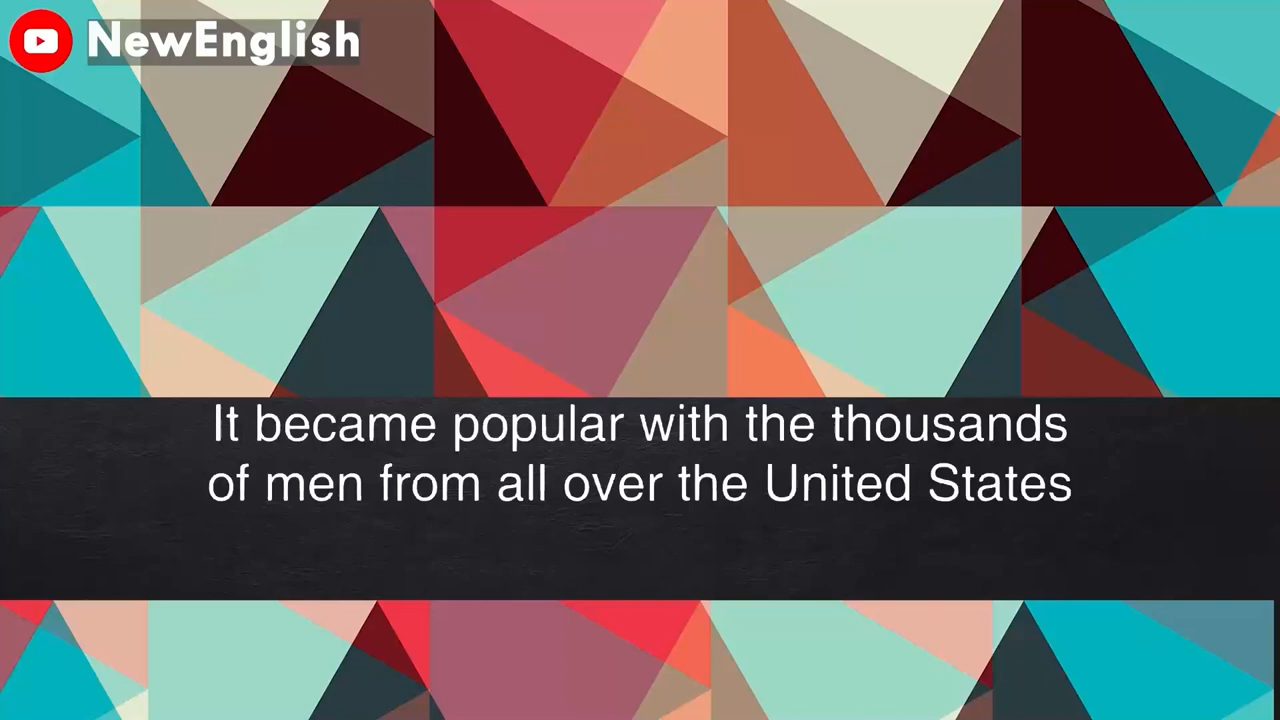 NewEnglish
It became popular with the thousands
of men from all over the United States